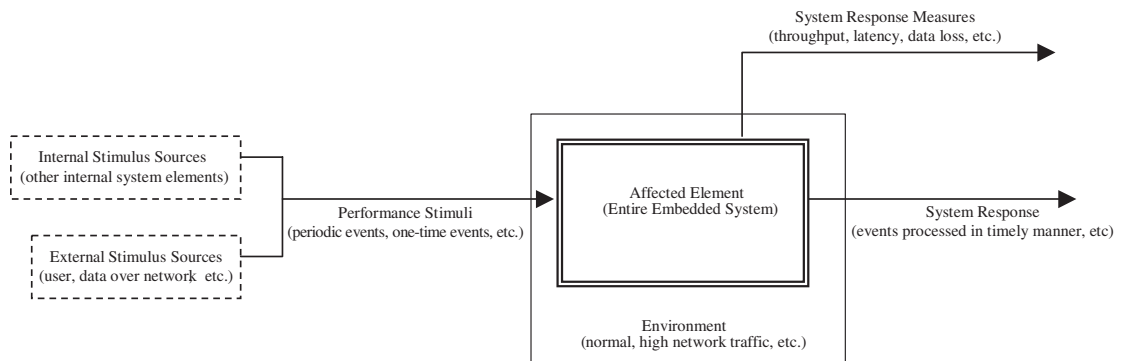 System Response Measures
(throughput, latency, data loss, etc.)
Internal Stimulus Sources
(other internal system elements)
Performance Stimuli
(periodic events, one-time events, etc.)
External Stimulus Sources
(user, data over network etc.)
Affected Element
(Entire Embedded System)
System Response
(events processed in timely manner, etc)
Environment
(normal, high network traffic, etc.)